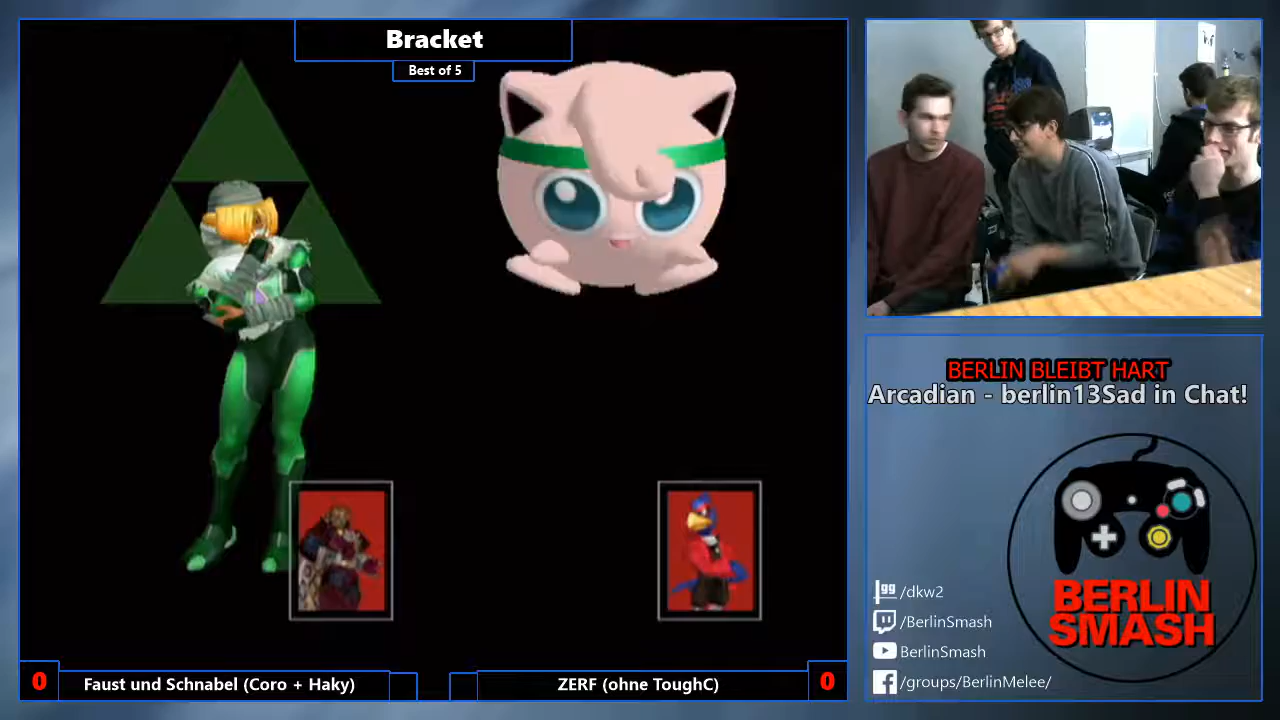 Bracket
Best of 5
BERLIN BLEIBT HART
Arcadian - berlin13Sad in Chat!
BERLIN
SMASH
gg /dkw2
/BerlinSmash
BerlinSmash
/groups/BerlinMelee/
0 Faust und Schnabel (Coro + Haky)
ZERF (ohne ToughC) 0